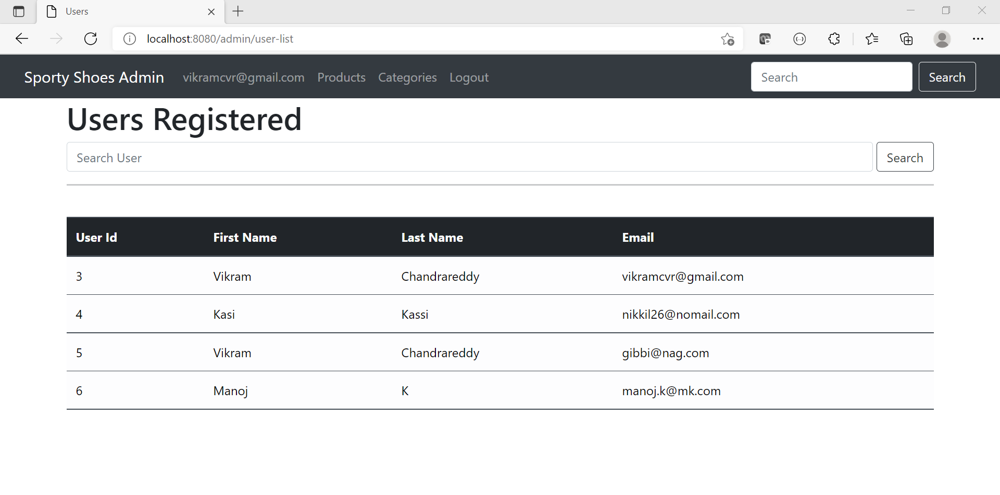 Users
localhost:8080/admin/user-list
Sporty Shoes Admin vikramcvr@gmail.com Products Categories Logout Search Search
Users Registered
Search User Search
User Id First Name Last Name Email
3 Vikram Chandrareddy vikramcvr@gmail.com
4 Kasi Kassi nikkil26@nomail.com
5 Vikram Chandrareddy gibbi@nag.com
6 Manoj K manoj.k@mk.com